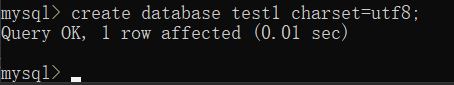 mysql> create database test1 charset=utf8;
Query OK, 1 row affected (0.01 sec)
mysql>